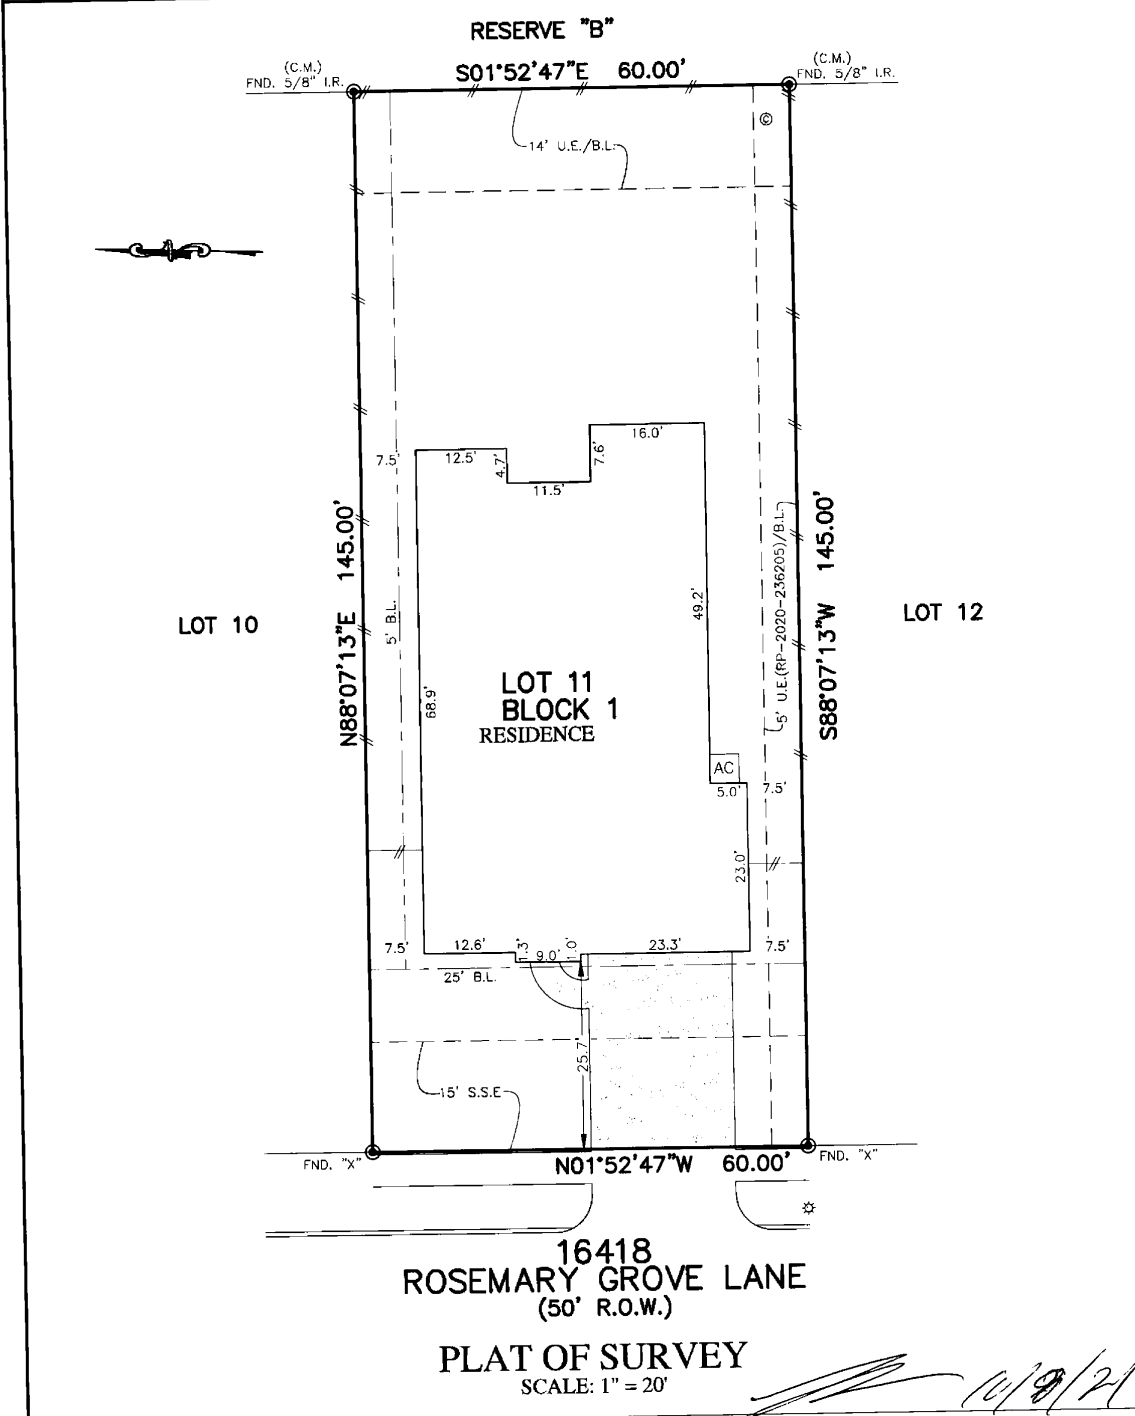 RESERVE "B"
(C.M.)
FND. 5/8" I.R.
S01°52'47"E 60.00'
(C.M.)
FND. 5/8" I.R.
©
14' U.E./B.L.
16.0'
7.6'
12.5'
4.7'
7.5'
11.5'
N88°07'13"E 145.00'
S88°07'13"W 145.00'
5' U.E.(RP-2020-236205)/B.L.
49.2'
5' B.L.
LOT 10
LOT 12
68.9'
LOT 11
BLOCK 1
RESIDENCE
AC
5.0'
7.5'
23.0'
7.5'
12.6'
1.3'
9.0'
1.0'
23.3'
7.5'
25' B.L.
25.7'
15' S.S.E
FND. "X"
N01°52'47"W 60.00'
FND. "X"
16418
ROSEMARY GROVE LANE
(50' R.O.W.)
PLAT OF SURVEY
SCALE: 1" = 20'